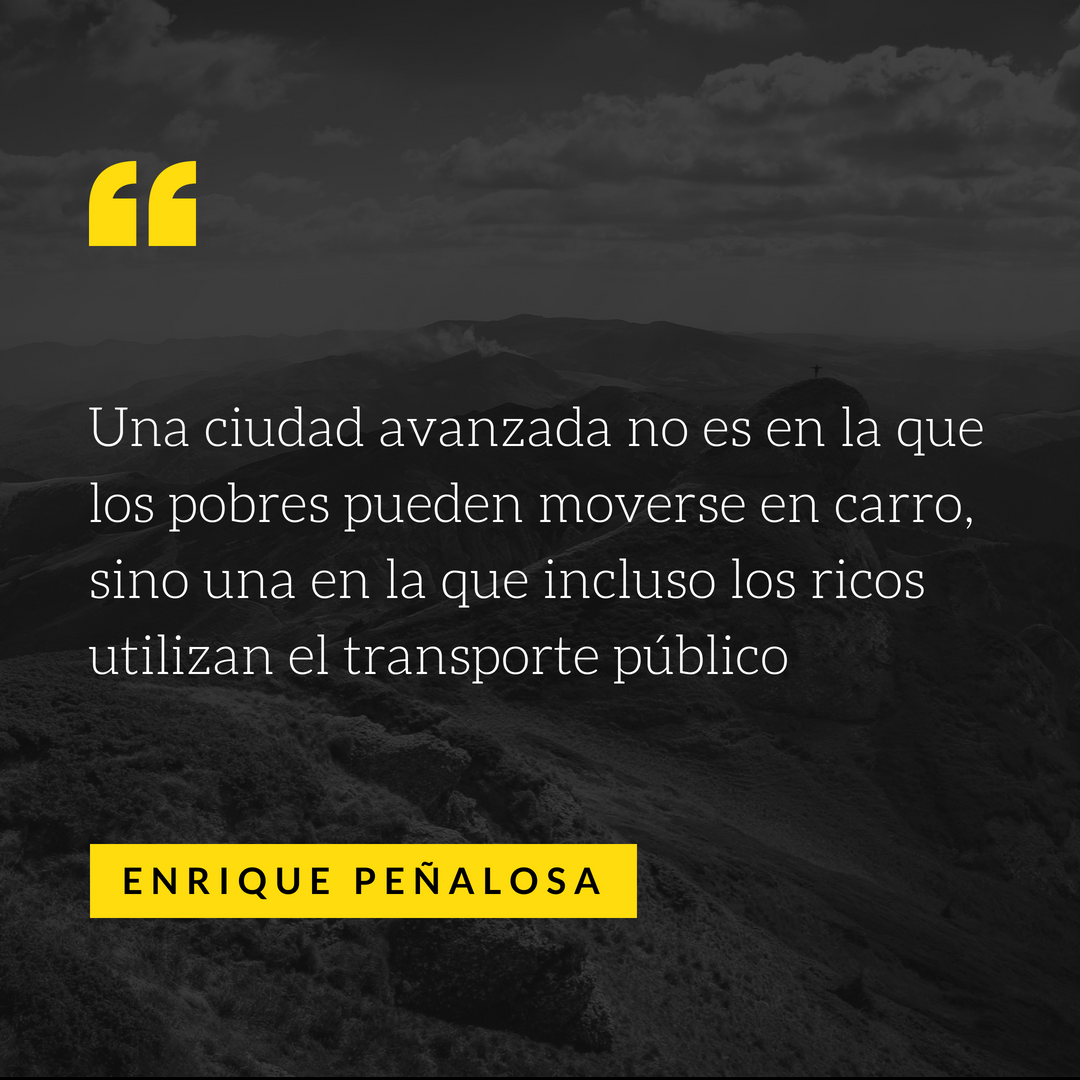 “
Una ciudad avanzada no es en la que
los pobres pueden moverse en carro,
sino una en la que incluso los ricos
utilizan el transporte público
ENRIQUE PEÑALOSA